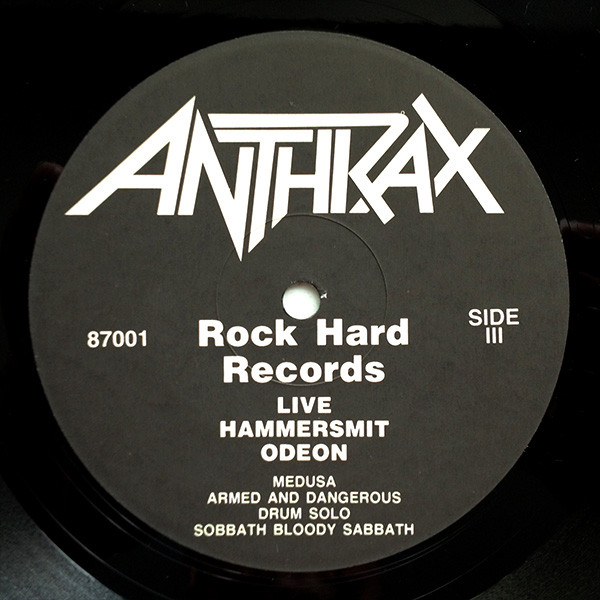 ANTHRAX
87001
Rock Hard
Records
SIDE
III
LIVE
HAMMERSMIT
ODEON
MEDUSA
ARMED AND DANGEROUS
DRUM SOLO
SOBBATH BLOODY SABBATH